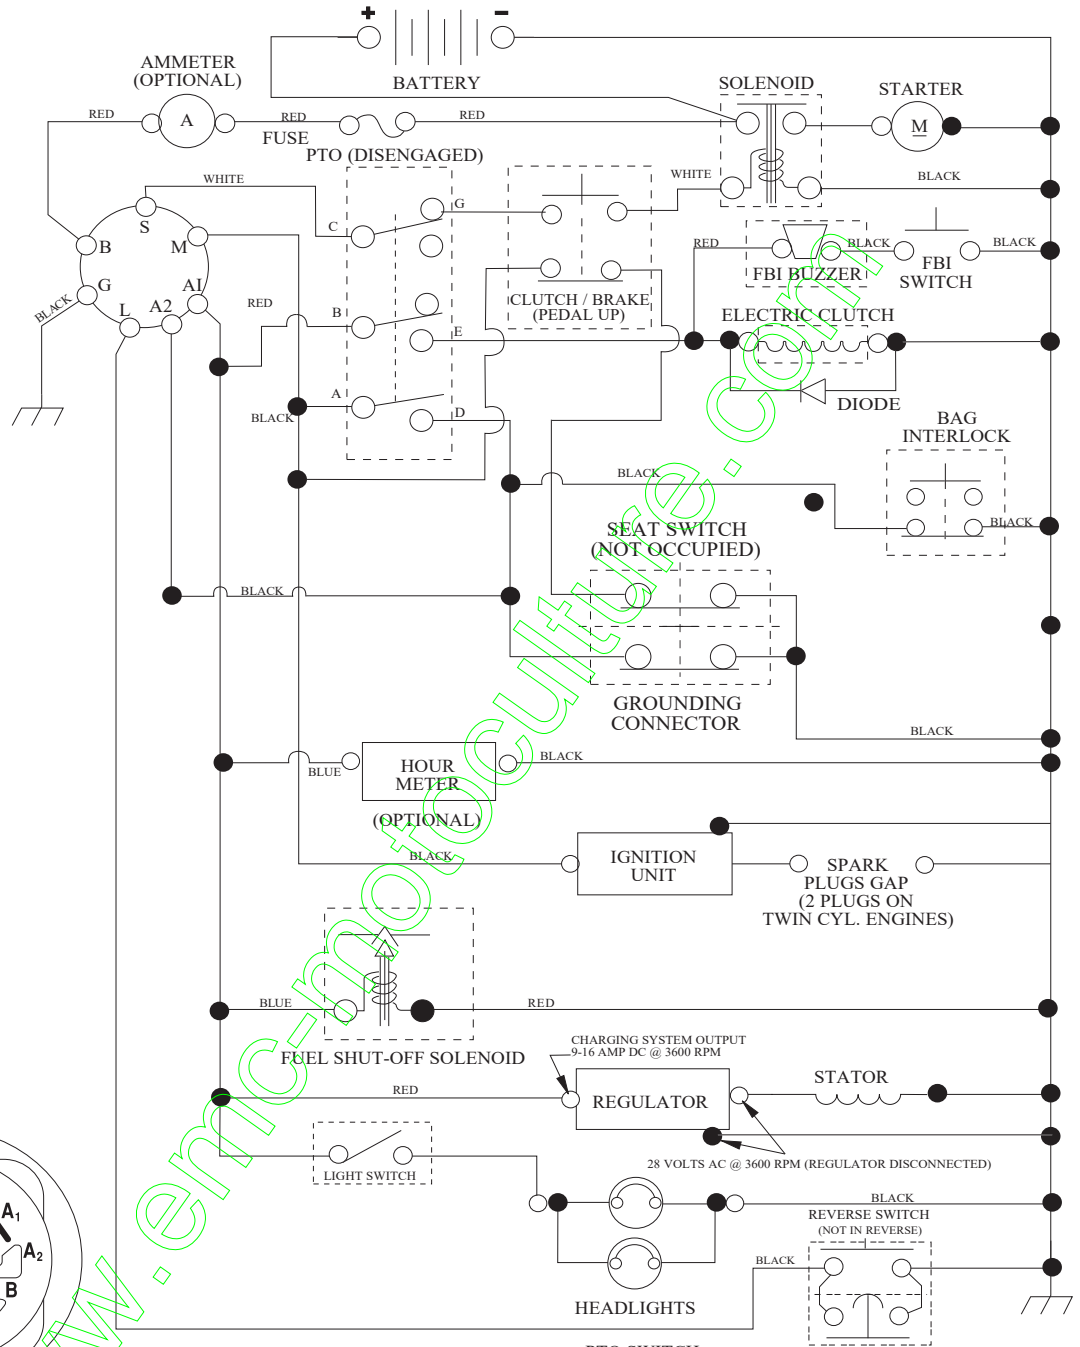 + −
BATTERY
AMMETER
(OPTIONAL)
SOLENOID
STARTER
RED
A
RED
FUSE
RED
M
PTO (DISENGAGED)
WHITE
G
WHITE
BLACK
S
C
B
M
RED
BLACK
BLACK
FBI BUZZER
FBI
SWITCH
G
A1
BLACK
L
A2
RED
B
CLUTCH / BRAKE
(PEDAL UP)
ELECTRIC CLUTCH
E
DIODE
A
BLACK
D
BAG
INTERLOCK
BLACK
BLACK
SEAT SWITCH
(NOT OCCUPIED)
BLACK
GROUNDING
CONNECTOR
BLACK
BLUE
HOUR
METER
BLACK
(OPTIONAL)
BLACK
IGNITION
UNIT
SPARK
PLUGS GAP
(2 PLUGS ON
TWIN CYL. ENGINES)
BLUE
RED
FUEL SHUT-OFF SOLENOID
CHARGING SYSTEM OUTPUT
9-16 AMP DC @ 3600 RPM
RED
REGULATOR
STATOR
28 VOLTS AC @ 3600 RPM (REGULATOR DISCONNECTED)
LIGHT SWITCH
BLACK
REVERSE SWITCH
(NOT IN REVERSE)
BLACK
HEADLIGHTS
A1
A2
B
PTO SWITCH
w.emc-motoculture.com